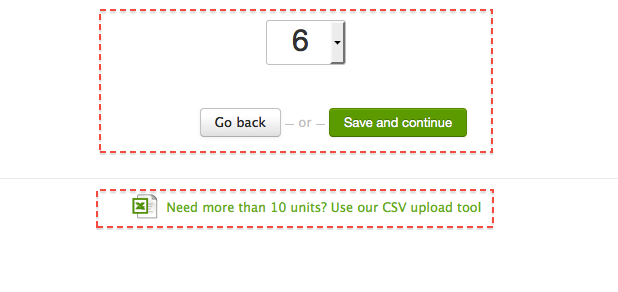 6
Go back — or — Save and continue
Need more than 10 units? Use our CSV upload tool